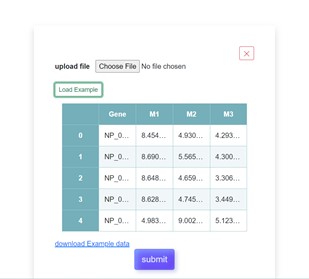 upload file Choose File No file chosen
Load Example
Gene M1 M2 M3
0 NP_0... 8.454... 4.930... 4.293...
1 NP_0... 8.690... 5.565... 4.300...
2 NP_0... 8.648... 4.659... 3.306...
3 NP_0... 8.628... 4.745... 3.449...
4 NP_0... 4.983... 9.002... 5.123...
download Example data
submit